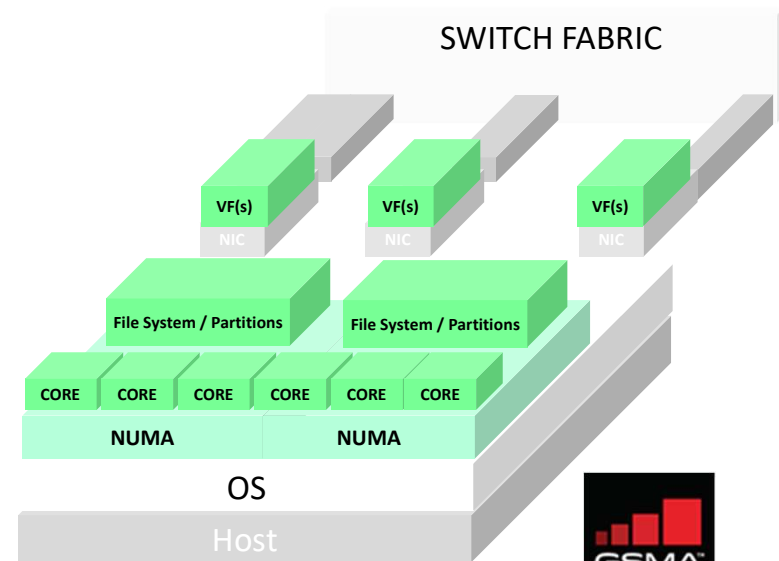 SWITCH FABRIC
VF(s)
VF(s)
VF(s)
NIC
NIC
NIC
File System / Partitions
File System / Partitions
CORE
CORE
CORE
CORE
CORE
CORE
NUMA
NUMA
OS
Host
GSMA™